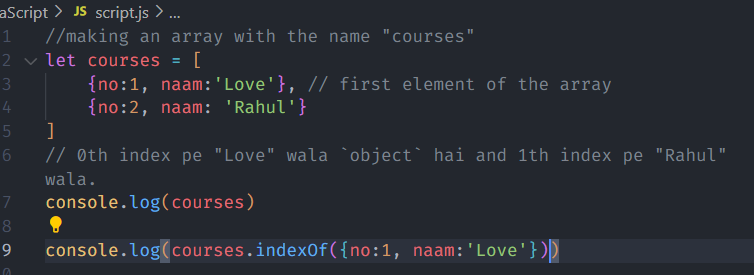 aScript > JS script.js > ...
1 //making an array with the name "courses"
2 let courses = [
3 {no:1, naam:'Love'}, // first element of the array
4 {no:2, naam: 'Rahul'}
5 ]
6 // 0th index pe "Love" wala `object` hai and 1th index pe "Rahul"
wala.
7 console.log(courses)
8
9 console.log(courses.indexOf({no:1, naam:'Love'}))